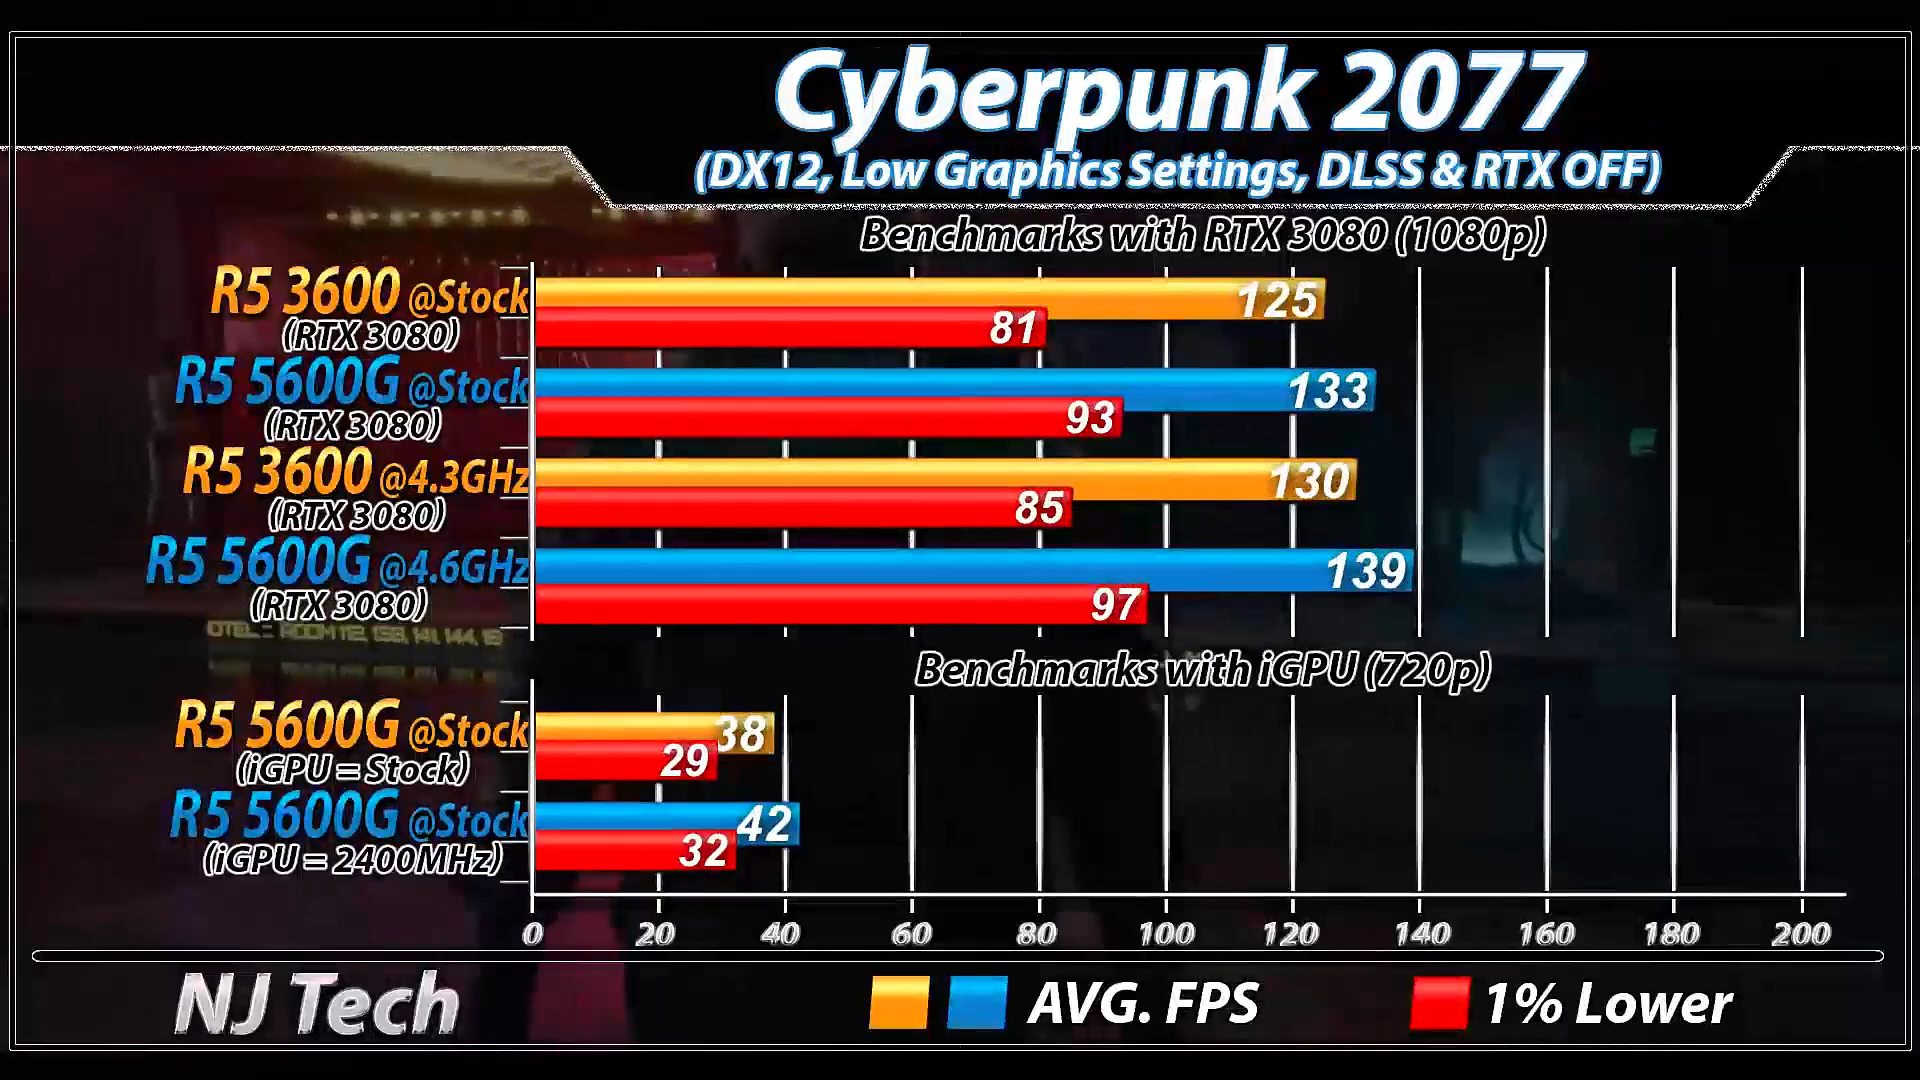 Cyberpunk 2077
(DX12, Low Graphics Settings, DLSS & RTX OFF)
Benchmarks with RTX 3080 (1080p)
R5 3600 @Stock
(RTX 3080)
125
81
R5 5600G @Stock
(RTX 3080)
133
93
R5 3600 @4.3GHz
(RTX 3080)
130
85
R5 5600G @4.6GHz
(RTX 3080)
139
97
Benchmarks with iGPU (720p)
R5 5600G @Stock
(iGPU = Stock)
38
29
R5 5600G @Stock
(iGPU = 2400MHz)
42
32
0 20 40 60 80 100 120 140 160 180 200
NJ Tech
AVG. FPS
1% Lower